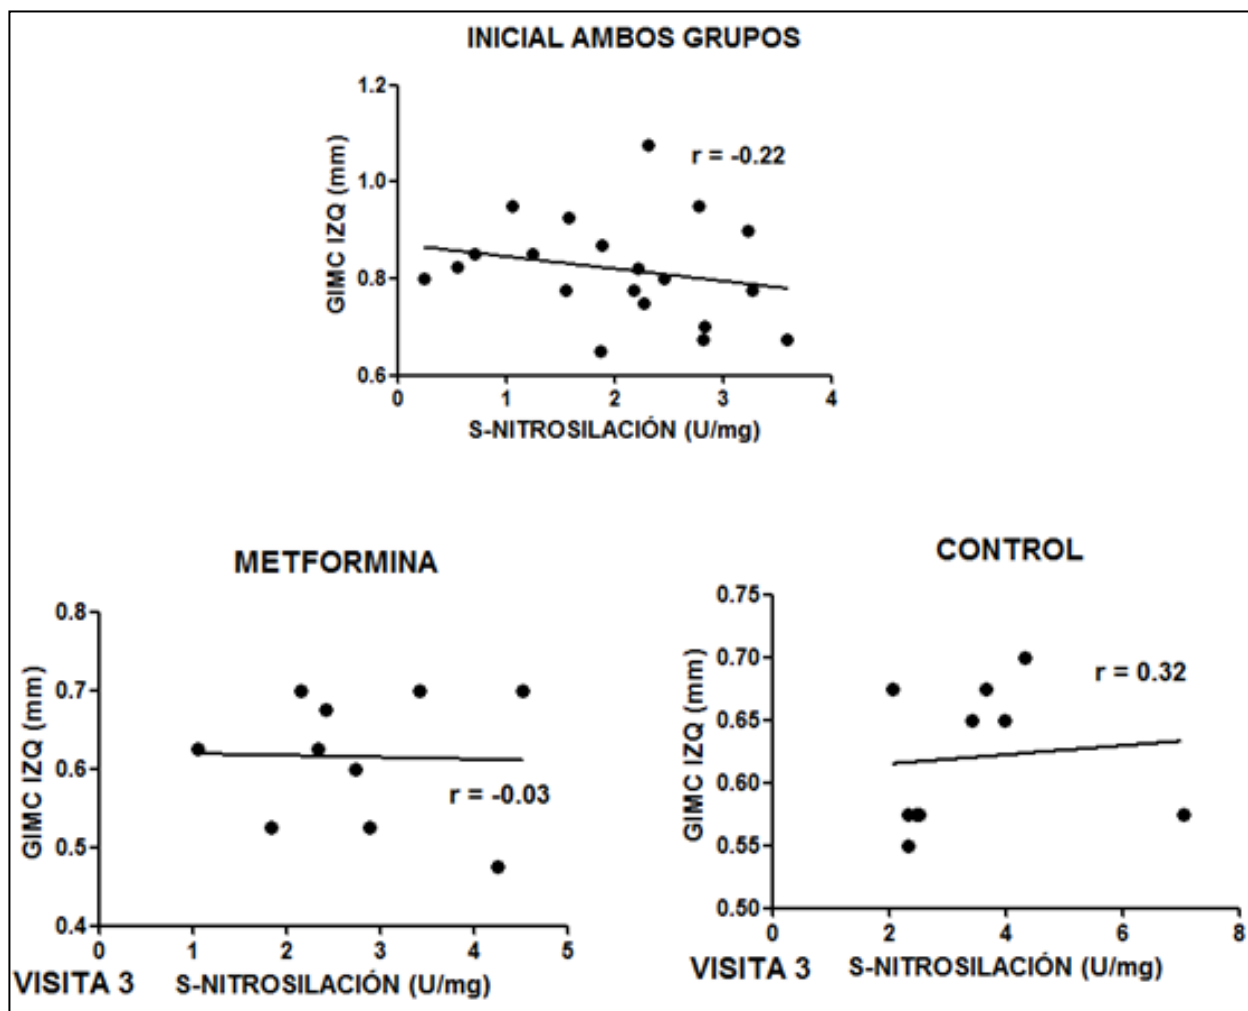 INICIAL AMBOS GRUPOS
1.2
1.0
0.8
0.6
GIMC IZQ (mm)
r = -0.22
0 1 2 3 4
S-NITROSILACIÓN (U/mg)
METFORMINA
0.8
0.7
0.6
0.5
0.4
GIMC IZQ (mm)
r = -0.03
0 1 2 3 4 5
VISITA 3
S-NITROSILACIÓN (U/mg)
CONTROL
0.75
0.70
0.65
0.60
0.55
0.50
GIMC IZQ (mm)
r = 0.32
0 2 4 6 8
VISITA 3
S-NITROSILACIÓN (U/mg)